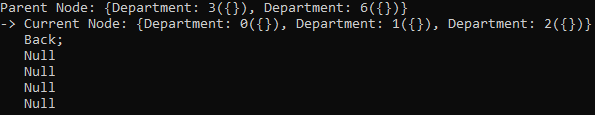 Parent Node: {Department: 3({}), Department: 6({})}
-> Current Node: {Department: 0({}), Department: 1({}), Department: 2({})}
Back;
Null
Null
Null
Null